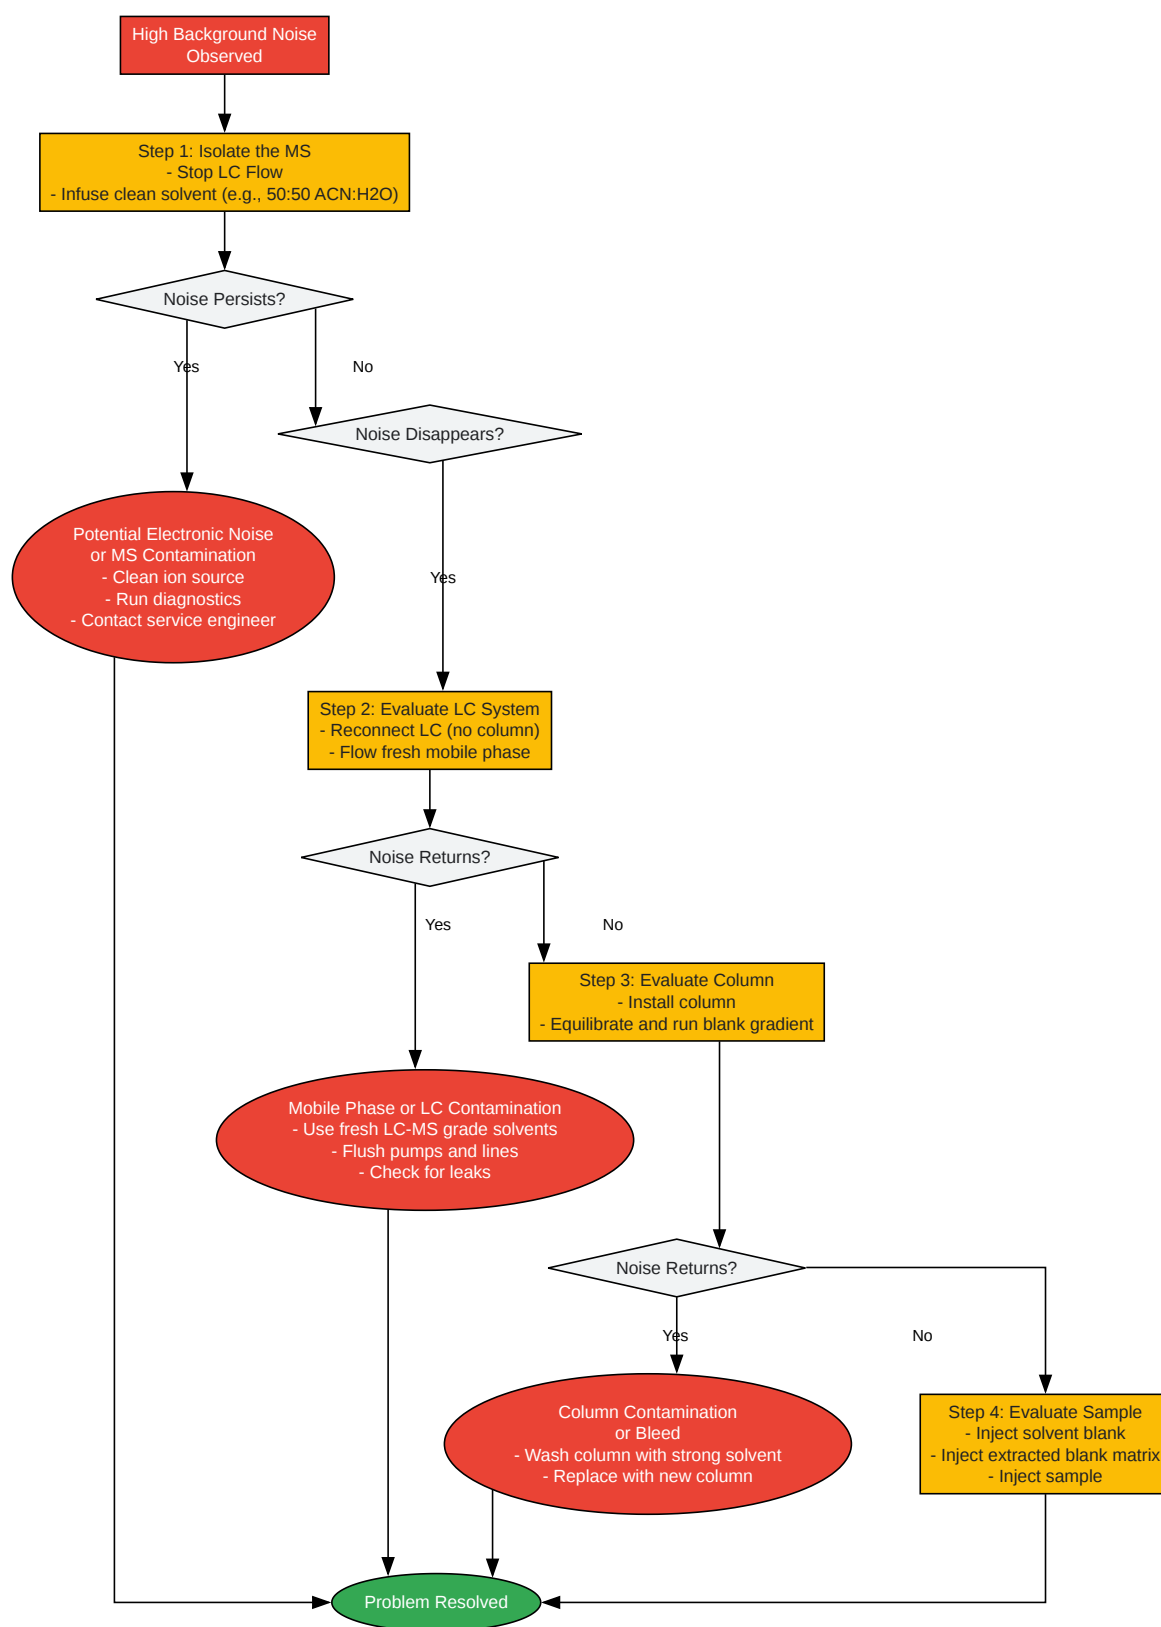 High Background Noise
Observed
Step 1: Isolate the MS
- Stop LC Flow
- Infuse clean solvent (e.g., 50:50 ACN:H2O)
Noise Persists?
Yes
No
Noise Disappears?
Potential Electronic Noise
or MS Contamination
- Clean ion source
- Run diagnostics
- Contact service engineer
Yes
Step 2: Evaluate LC System
- Reconnect LC (no column)
- Flow fresh mobile phase
Noise Returns?
Yes
No
Step 3: Evaluate Column
- Install column
- Equilibrate and run blank gradient
Mobile Phase or LC Contamination
- Use fresh LC-MS grade solvents
- Flush pumps and lines
- Check for leaks
Noise Returns?
Yes
No
Column Contamination
or Bleed
- Wash column with strong solvent
- Replace with new column
Step 4: Evaluate Sample
- Inject solvent blank
- Inject extracted blank matrix
- Inject sample
Problem Resolved